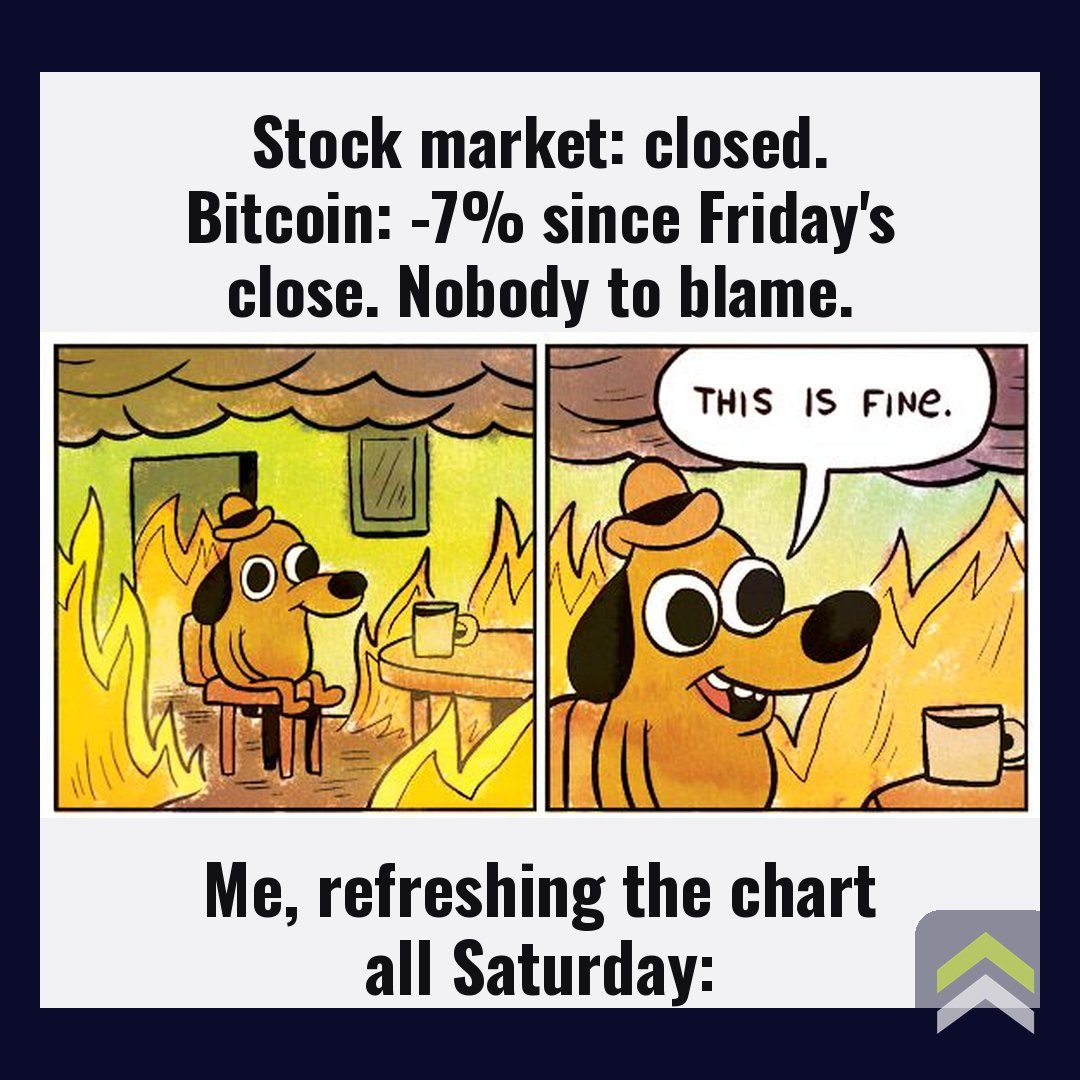 Stock market: closed.
Bitcoin: -7% since Friday's
close. Nobody to blame.
THIS IS FINE.
Me, refreshing the chart
all Saturday: